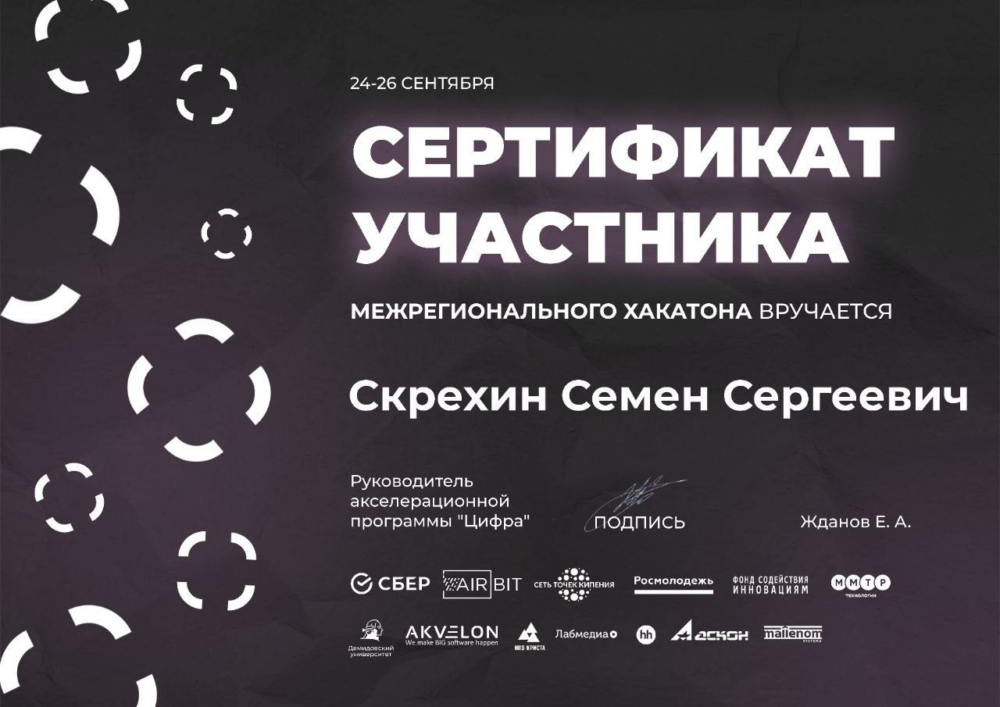 24-26 СЕНТЯБРЯ
СЕРТИФИКАТ
УЧАСТНИКА
МЕЖРЕГИОНАЛЬНОГО ХАКАТОНА ВРУЧАЕТСЯ
Скрехин Семен Сергеевич
Руководитель
акселерационной
программы "Цифра"
ПОДПИСЬ
Жданов Е. А.
СБЕР
AIRBIT
СЕТЬ ТОЧЕК КИПЕНИЯ
Росмолодежь
ФОНД СОДЕЙСТВИЯ
ИННОВАЦИЯМ
ММТР
ТЕХНОЛОГИИ
Демидовский
университет
AKVELON
We make BIG software happen
НПО КРИСТА
Лабмедиа
hh
АСКОН
mallenom
SYSTEMS